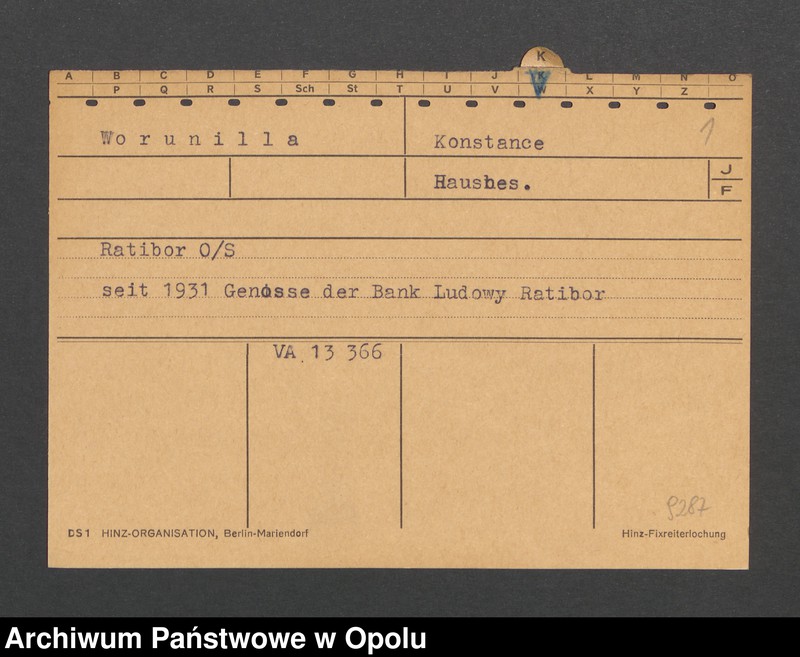 K
A B C D E F G H I J K L M N O
P Q R S Sch St T U V W X Y Z
Worunilla Konstance 1
Hausbes. J
F
Ratibor O/S
seit 1931 Genosse der Bank Ludowy Ratibor
VA 13 366
9287
DS1 HINZ-ORGANISATION, Berlin-Mariendorf Hinz-Fixreiterlochung
Archiwum Państwowe w Opolu